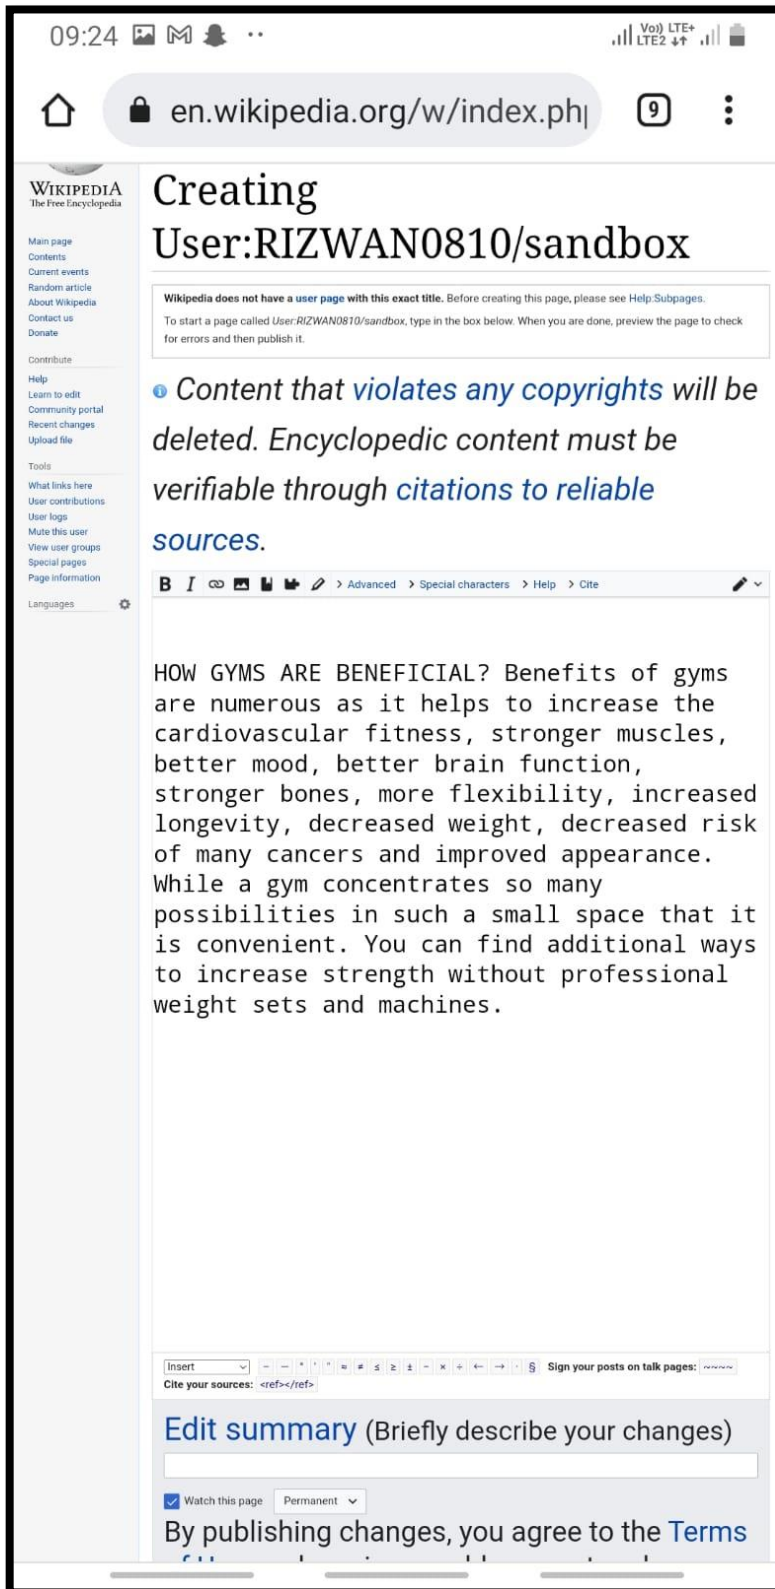 09:24
Vo)) LTE+
LTE2
en.wikipedia.org/w/index.ph
9
WIKIPEDIA
The Free Encyclopedia
Main page
Contents
Current events
Random article
About Wikipedia
Contact us
Donate
Contribute
Help
Learn to edit
Community portal
Recent changes
Upload file
Tools
What links here
User contributions
User logs
Mute this user
View user groups
Special pages
Page information
Languages
Creating
User:RIZWAN0810/sandbox
Wikipedia does not have a user page with this exact title. Before creating this page, please see Help:Subpages.
To start a page called User:RIZWAN0810/sandbox, type in the box below. When you are done, preview the page to check
for errors and then publish it.
Content that violates any copyrights will be
deleted. Encyclopedic content must be
verifiable through citations to reliable
sources.
B I > Advanced > Special characters > Help > Cite
HOW GYMS ARE BENEFICIAL? Benefits of gyms
are numerous as it helps to increase the
cardiovascular fitness, stronger muscles,
better mood, better brain function,
stronger bones, more flexibility, increased
longevity, decreased weight, decreased risk
of many cancers and improved appearance.
While a gym concentrates so many
possibilities in such a small space that it
is convenient. You can find additional ways
to increase strength without professional
weight sets and machines.
Insert – — ° ′ ″ ≈ ≠ ≤ ≥ ± − × ÷ ← → · § Sign your posts on talk pages: ~~~~
Cite your sources: <ref></ref>
Edit summary (Briefly describe your changes)
Watch this page Permanent
By publishing changes, you agree to the Terms